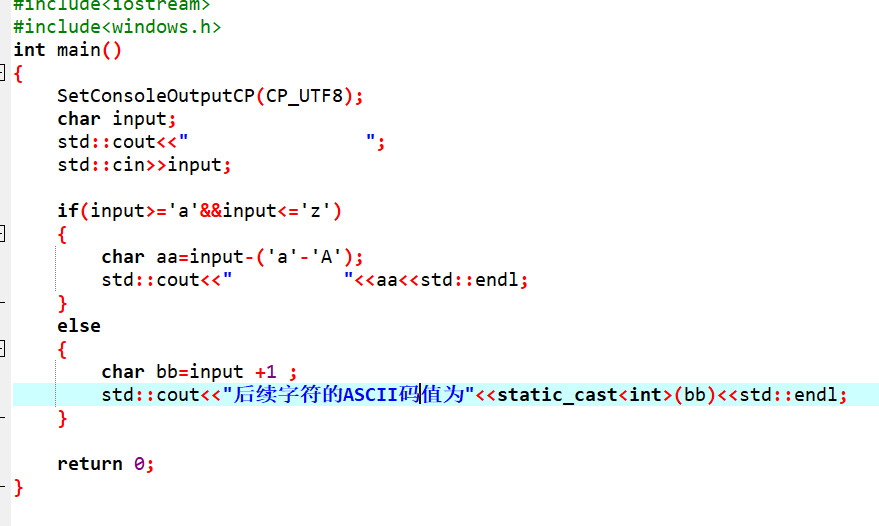 #include<iostream>
#include<windows.h>
int main()
{
    SetConsoleOutputCP(CP_UTF8);
    char input;
    std::cout<<"                ";
    std::cin>>input;

    if(input>='a'&&input<='z')
    {
        char aa=input-('a'-'A');
        std::cout<<"          "<<aa<<std::endl;
    }
    else
    {
        char bb=input +1 ;
        std::cout<<"后续字符的ASCII码值为"<<static_cast<int>(bb)<<std::endl;
    }

    return 0;
}